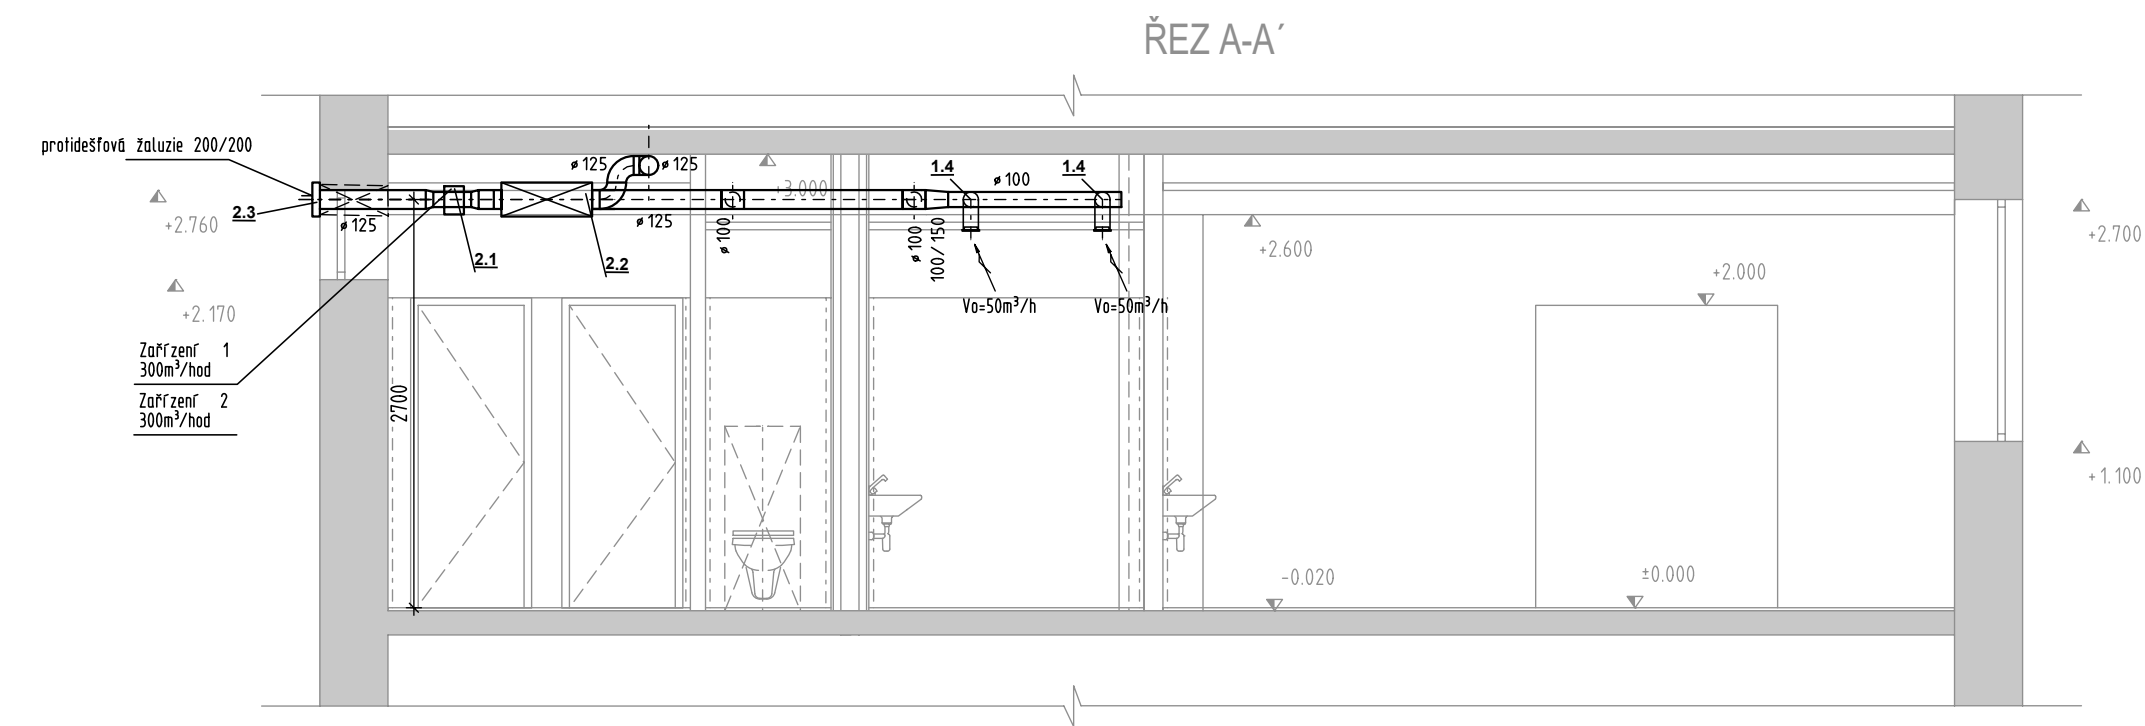 ŘEZ A-A´
protidešťová žaluzie 200/200
ø 125
ø 125
1.4
1.4
ø 100
+3.000
2.3
+2.760
ø 125
ø 125
ø 100
ø 100
100/150
+2.700
+2.600
2.1
2.2
+2.000
Vo=50m³/h
Vo=50m³/h
+2.170
Zařízení 1
300m³/hod
Zařízení 2
300m³/hod
2700
+1.100
-0.020
±0.000